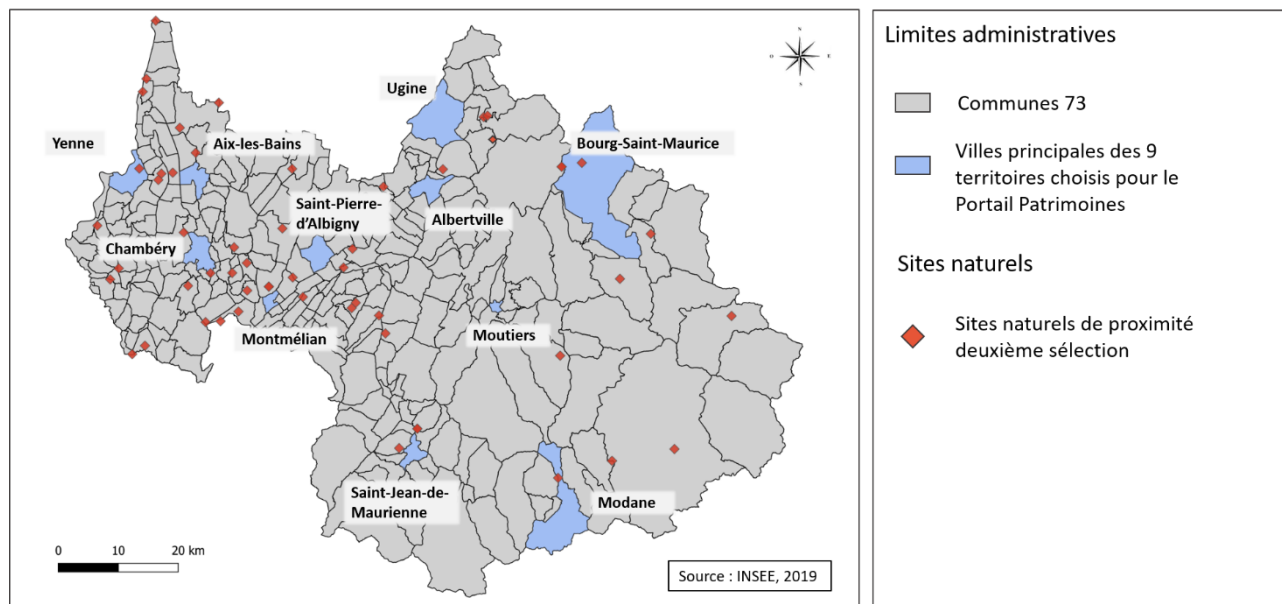 Ugine
Yenne
Aix-les-Bains
Bourg-Saint-Maurice
Saint-Pierre-
d'Albigny
Albertville
Chambéry
Montmélian
Moutiers
Saint-Jean-de-
Maurienne
Modane
0 10 20 km
Source : INSEE, 2019
N
O E
S
Limites administratives
Communes 73
Villes principales des 9
territoires choisis pour le
Portail Patrimoines
Sites naturels
Sites naturels de proximité
deuxième sélection